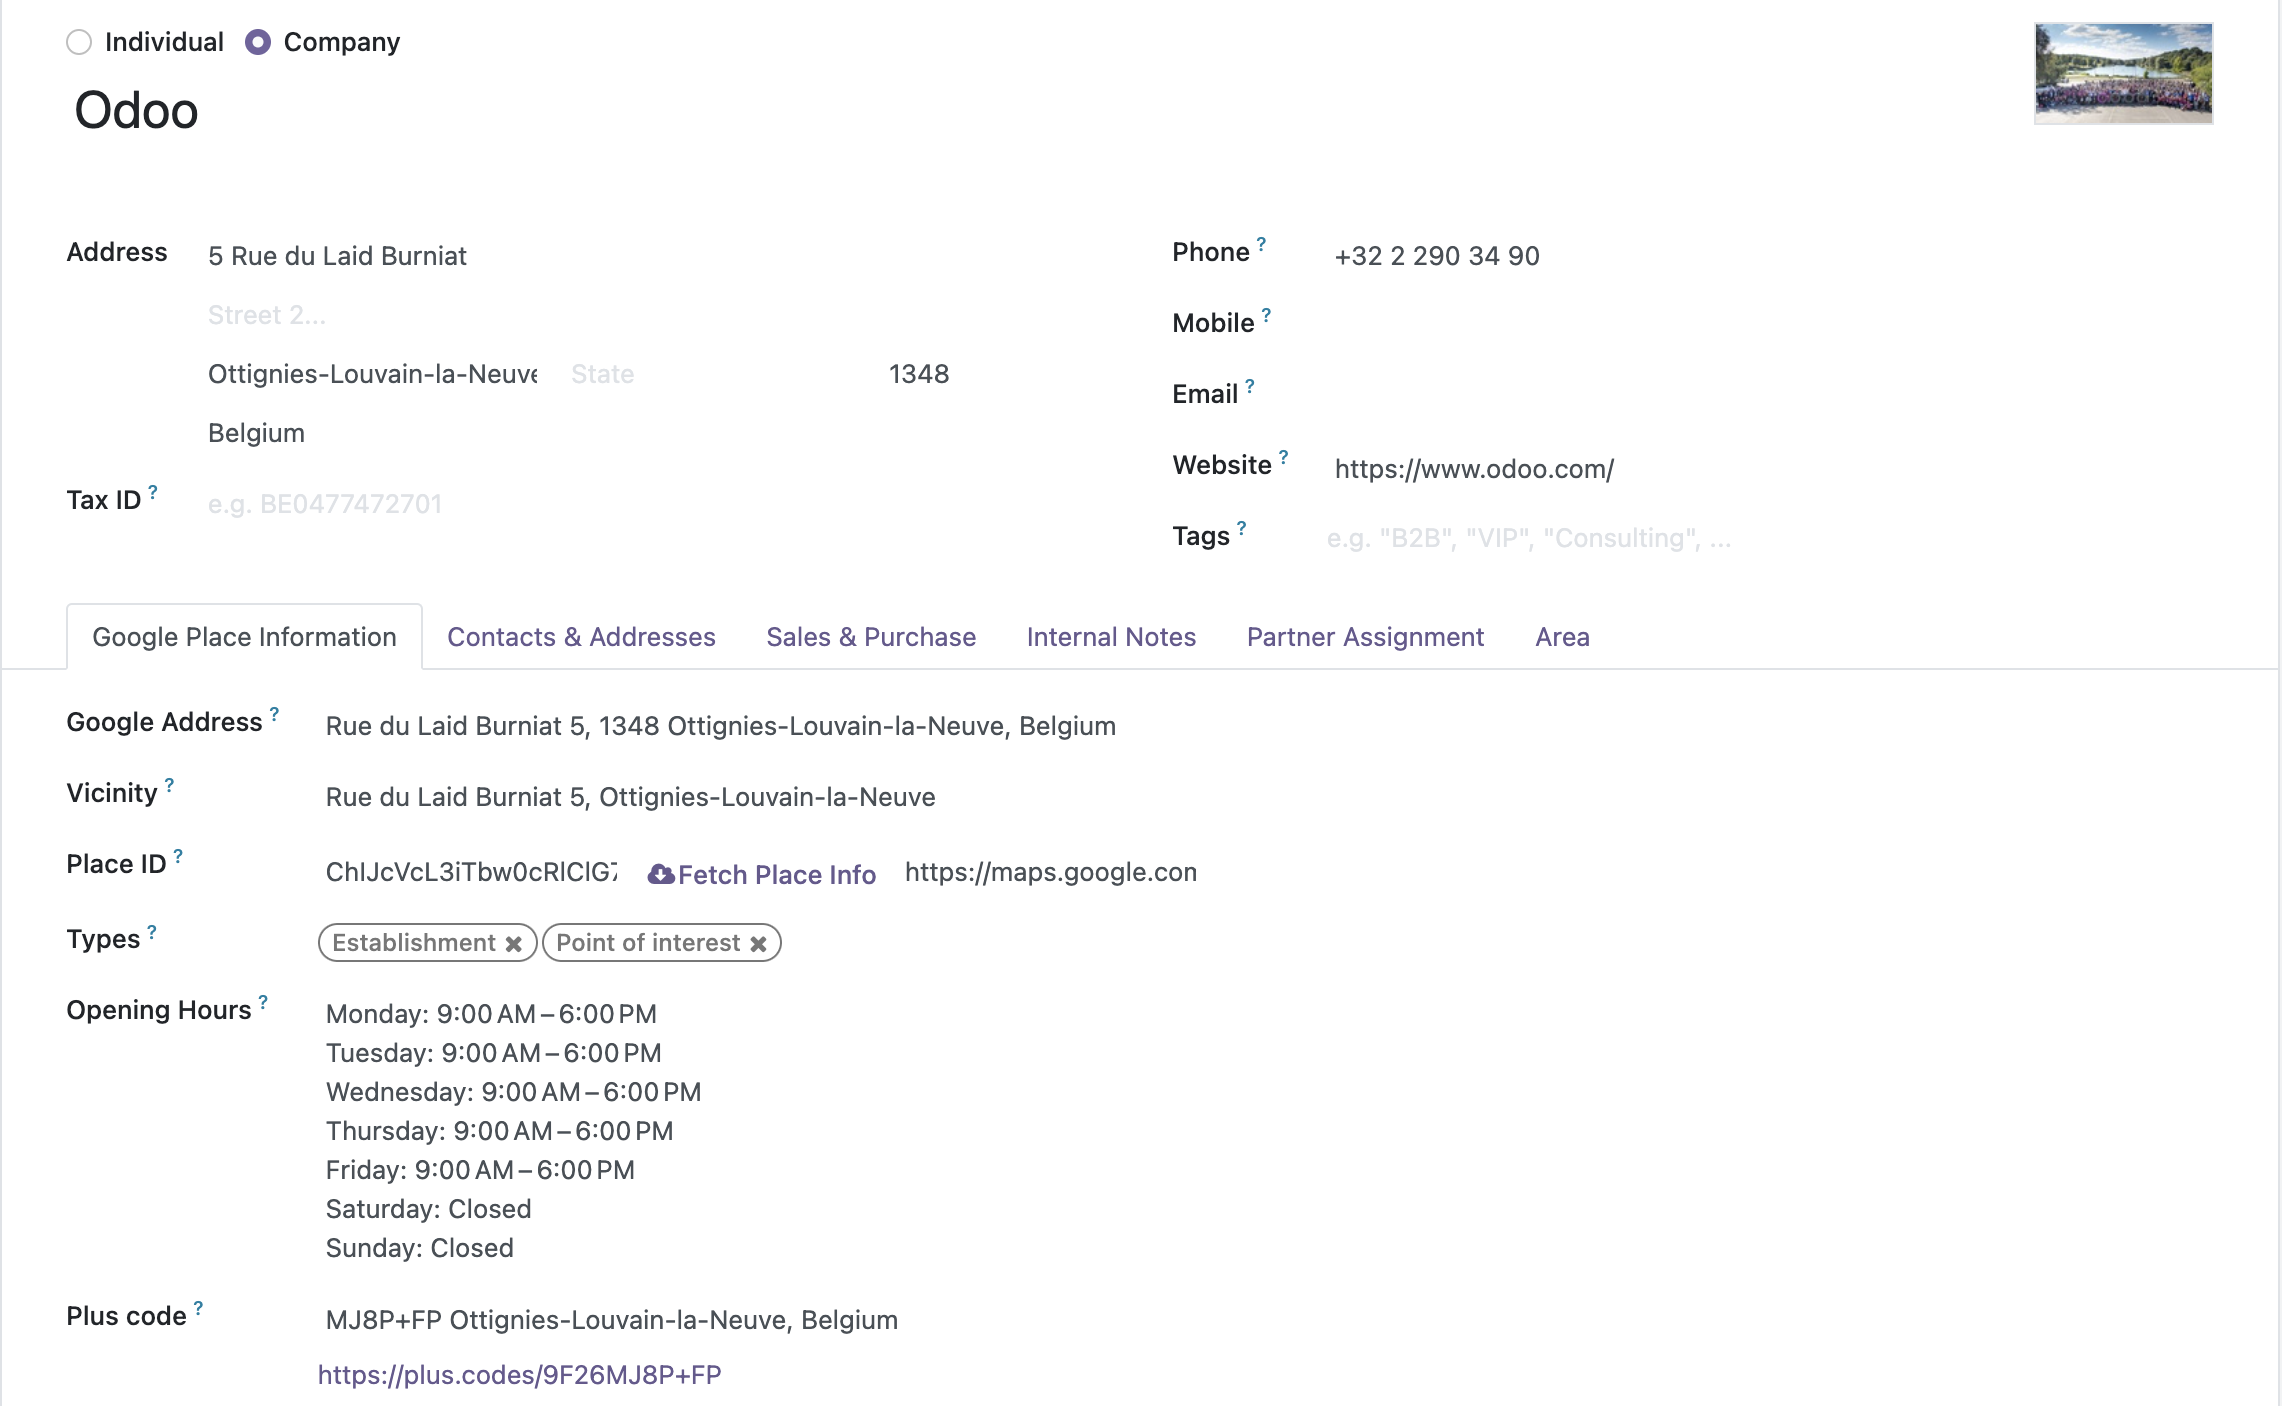 Individual Company
Odoo
Address 5 Rue du Laid Burniat
Street 2...
Ottignies-Louvain-la-Neuve State 1348
Belgium
Tax ID ? e.g. BE0477472701
Phone ? +32 2 290 34 90
Mobile ?
Email ?
Website ? https://www.odoo.com/
Tags ? e.g. "B2B", "VIP", "Consulting", ...
Google Place Information Contacts & Addresses Sales & Purchase Internal Notes Partner Assignment Area
Google Address ? Rue du Laid Burniat 5, 1348 Ottignies-Louvain-la-Neuve, Belgium
Vicinity ? Rue du Laid Burniat 5, Ottignies-Louvain-la-Neuve
Place ID ? ChIJcVcL3iTbw0cRlClG7 Fetch Place Info https://maps.google.con
Types ? Establishment Point of interest
Opening Hours ? Monday: 9:00 AM – 6:00 PM
Tuesday: 9:00 AM – 6:00 PM
Wednesday: 9:00 AM – 6:00 PM
Thursday: 9:00 AM – 6:00 PM
Friday: 9:00 AM – 6:00 PM
Saturday: Closed
Sunday: Closed
Plus code ? MJ8P+FP Ottignies-Louvain-la-Neuve, Belgium
https://plus.codes/9F26MJ8P+FP